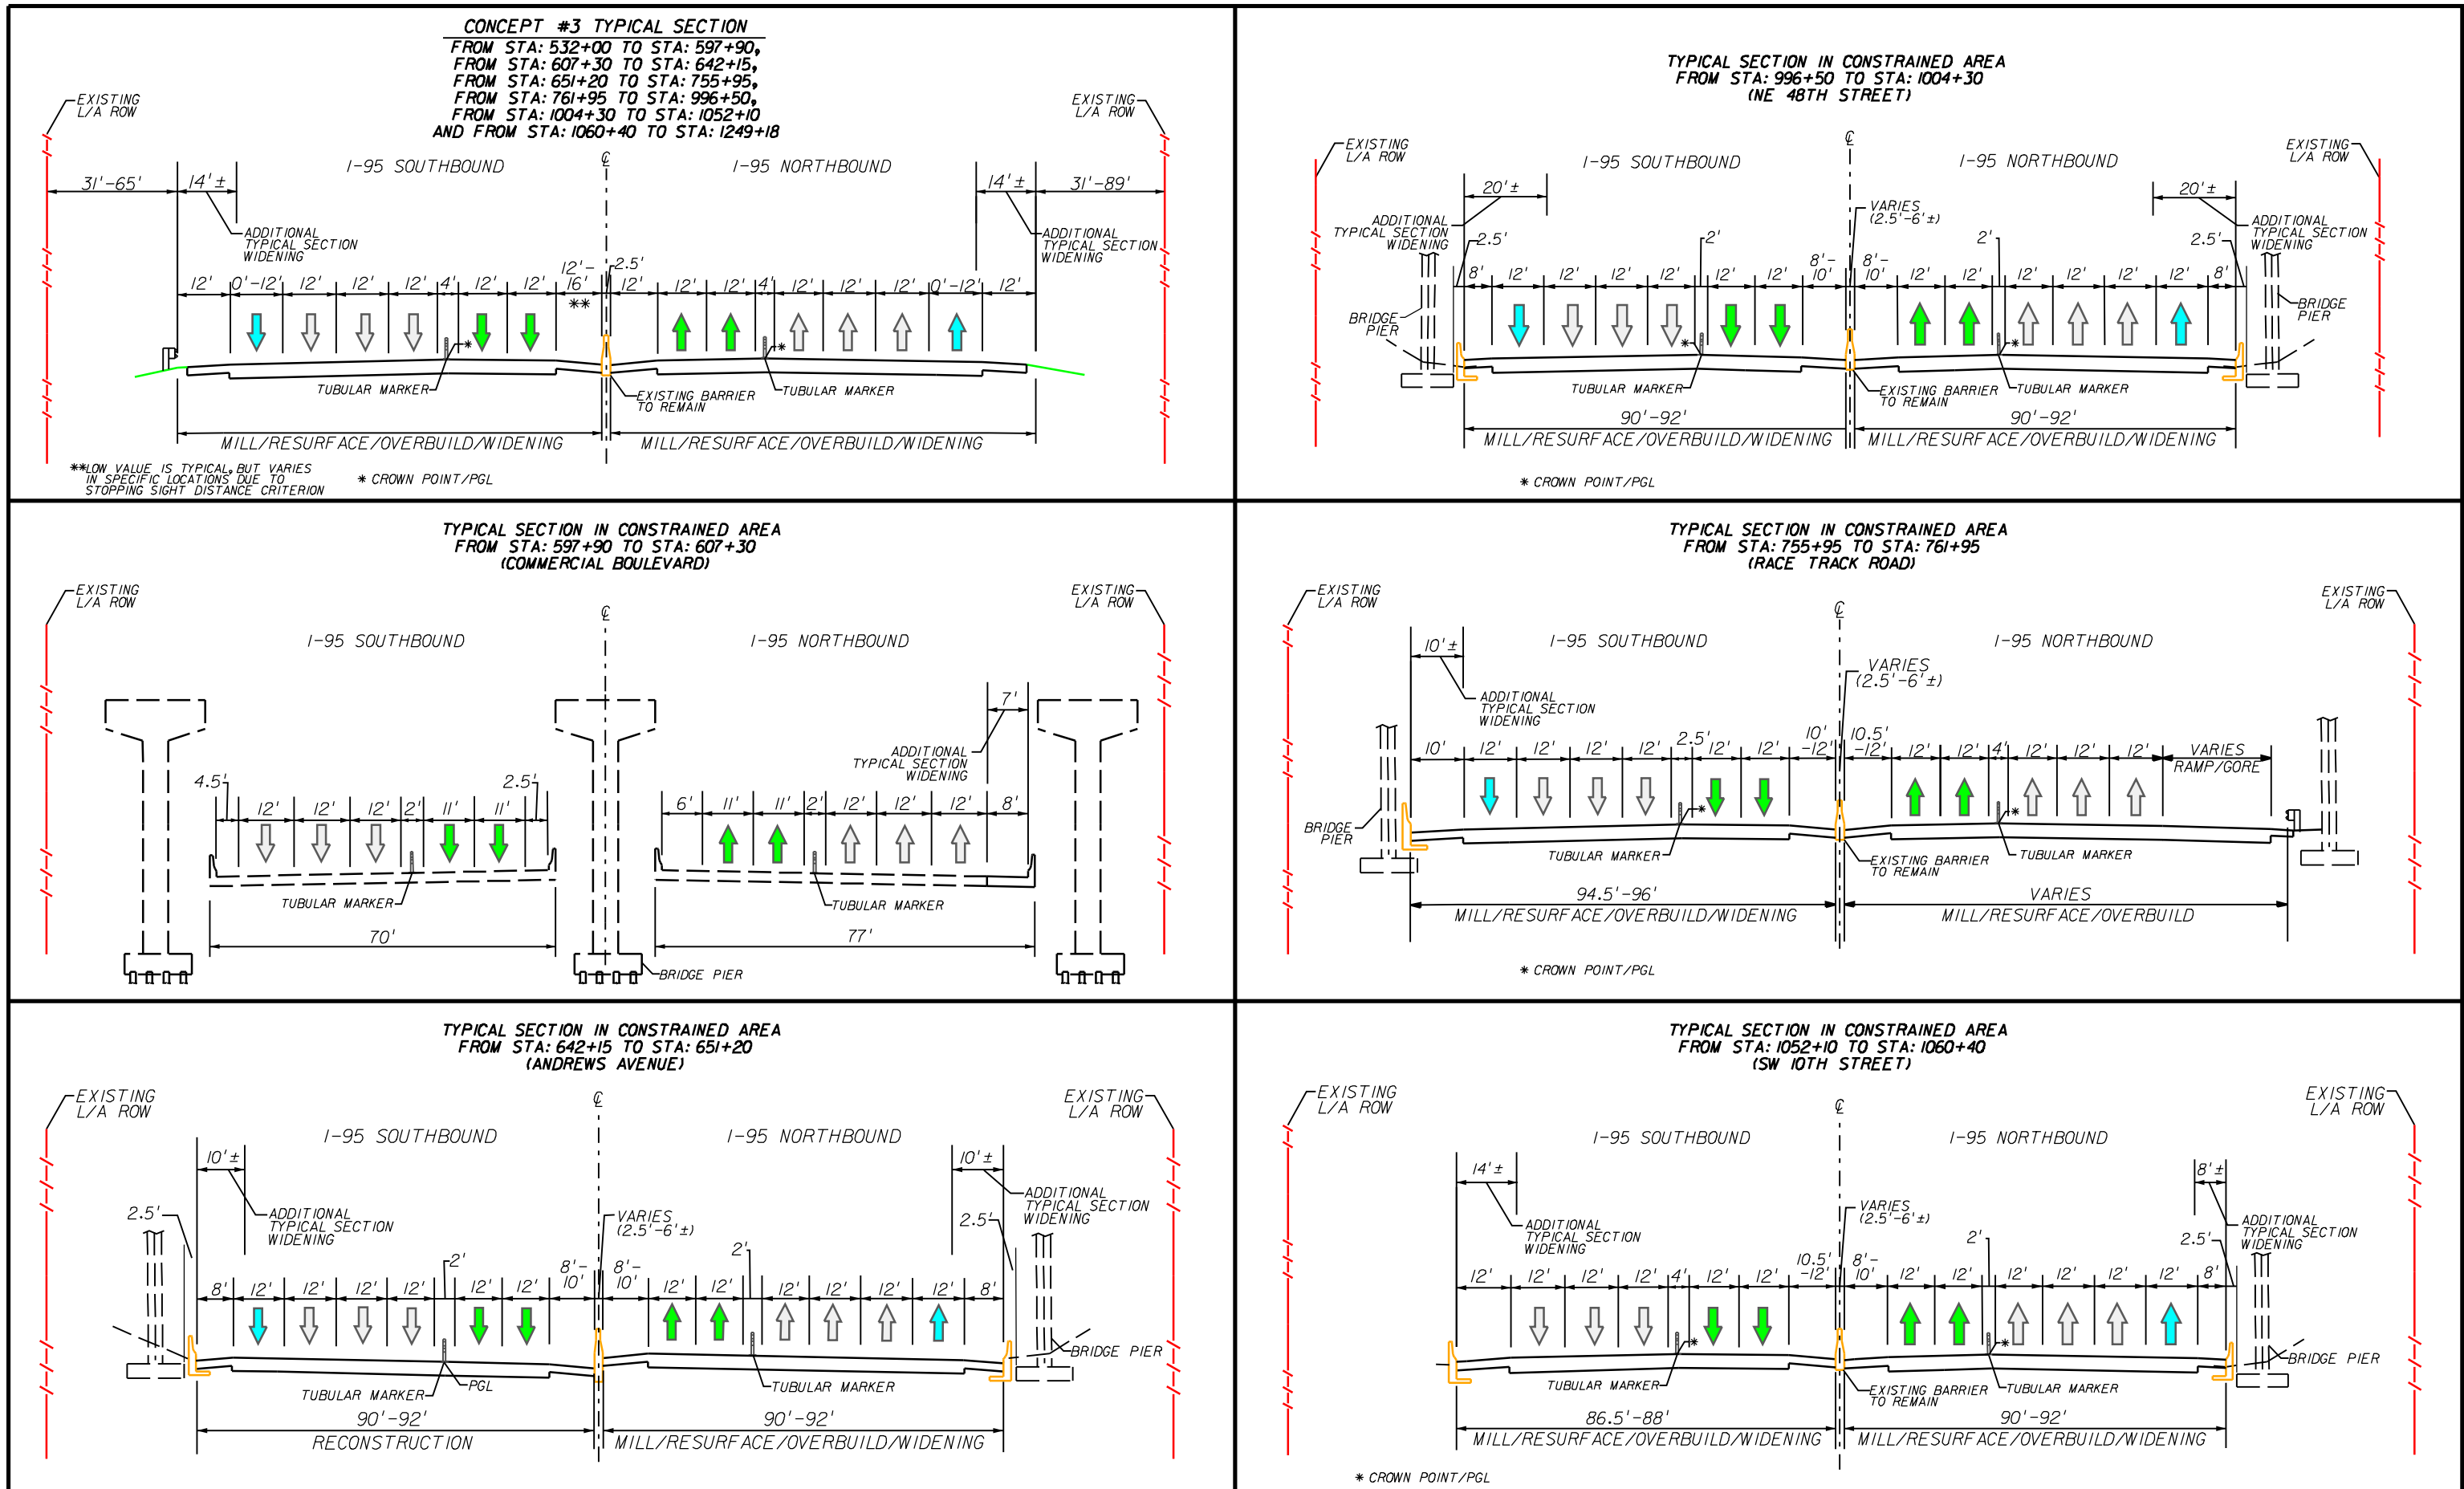 CONCEPT #3 TYPICAL SECTION
FROM STA: 532+00 TO STA: 597+90,
FROM STA: 607+30 TO STA: 642+15,
FROM STA: 651+20 TO STA: 755+95,
FROM STA: 761+95 TO STA: 996+50,
FROM STA: 1004+30 TO STA: 1052+10
AND FROM STA: 1060+40 TO STA: 1249+18
EXISTING
L/A ROW
EXISTING
L/A ROW
℄
I-95 SOUTHBOUND
I-95 NORTHBOUND
31'-65'
14'±
14'±
31'-89'
ADDITIONAL
TYPICAL SECTION
WIDENING
ADDITIONAL
TYPICAL SECTION
WIDENING
12' 0'-12' 12' 12' 12' 4' 12' 12'
12'-
16'
**
2.5'
12' 12' 12' 4' 12' 12' 12' 0'-12' 12'
*
*
TUBULAR MARKER
EXISTING BARRIER
TO REMAIN
TUBULAR MARKER
MILL/RESURFACE/OVERBUILD/WIDENING
MILL/RESURFACE/OVERBUILD/WIDENING
**LOW VALUE IS TYPICAL, BUT VARIES
IN SPECIFIC LOCATIONS DUE TO
STOPPING SIGHT DISTANCE CRITERION
* CROWN POINT/PGL
TYPICAL SECTION IN CONSTRAINED AREA
FROM STA: 996+50 TO STA: 1004+30
(NE 48TH STREET)
EXISTING
L/A ROW
EXISTING
L/A ROW
℄
I-95 SOUTHBOUND
I-95 NORTHBOUND
20'±
20'±
VARIES
(2.5'-6'±)
ADDITIONAL
TYPICAL SECTION
WIDENING
ADDITIONAL
TYPICAL SECTION
WIDENING
2.5'
2'
2'
2.5'
8' 12' 12' 12' 12' 12' 12'
8'-
10'
8'-
10'
12' 12' 12' 12' 12' 12' 8'
BRIDGE
PIER
BRIDGE
PIER
*
*
TUBULAR MARKER
EXISTING BARRIER
TO REMAIN
TUBULAR MARKER
90'-92'
90'-92'
MILL/RESURFACE/OVERBUILD/WIDENING
MILL/RESURFACE/OVERBUILD/WIDENING
* CROWN POINT/PGL
TYPICAL SECTION IN CONSTRAINED AREA
FROM STA: 597+90 TO STA: 607+30
(COMMERCIAL BOULEVARD)
EXISTING
L/A ROW
EXISTING
L/A ROW
℄
I-95 SOUTHBOUND
I-95 NORTHBOUND
7'
ADDITIONAL
TYPICAL SECTION
WIDENING
4.5'
2.5'
12' 12' 12' 2' 11' 11'
6' 11' 11' 2' 12' 12' 12' 8'
TUBULAR MARKER
TUBULAR MARKER
70'
77'
BRIDGE PIER
TYPICAL SECTION IN CONSTRAINED AREA
FROM STA: 755+95 TO STA: 761+95
(RACE TRACK ROAD)
EXISTING
L/A ROW
EXISTING
L/A ROW
℄
I-95 SOUTHBOUND
I-95 NORTHBOUND
10'±
VARIES
(2.5'-6'±)
ADDITIONAL
TYPICAL SECTION
WIDENING
10' 12' 12' 12' 12' 2.5' 12' 12'
10'
-12'
10.5'
-12'
12' 12' 4' 12' 12' 12'
VARIES
RAMP/GORE
BRIDGE
PIER
*
*
TUBULAR MARKER
EXISTING BARRIER
TO REMAIN
TUBULAR MARKER
94.5'-96'
VARIES
MILL/RESURFACE/OVERBUILD/WIDENING
MILL/RESURFACE/OVERBUILD
* CROWN POINT/PGL
TYPICAL SECTION IN CONSTRAINED AREA
FROM STA: 642+15 TO STA: 651+20
(ANDREWS AVENUE)
EXISTING
L/A ROW
EXISTING
L/A ROW
℄
I-95 SOUTHBOUND
I-95 NORTHBOUND
10'±
10'±
2.5'
ADDITIONAL
TYPICAL SECTION
WIDENING
VARIES
(2.5'-6'±)
ADDITIONAL
TYPICAL SECTION
WIDENING
2.5'
2'
2'
8' 12' 12' 12' 12' 12' 12'
8'-
10'
8'-
10'
12' 12' 12' 12' 12' 12' 8'
BRIDGE PIER
TUBULAR MARKER
PGL
TUBULAR MARKER
90'-92'
90'-92'
RECONSTRUCTION
MILL/RESURFACE/OVERBUILD/WIDENING
TYPICAL SECTION IN CONSTRAINED AREA
FROM STA: 1052+10 TO STA: 1060+40
(SW 10TH STREET)
EXISTING
L/A ROW
EXISTING
L/A ROW
℄
I-95 SOUTHBOUND
I-95 NORTHBOUND
14'±
8'±
ADDITIONAL
TYPICAL SECTION
WIDENING
VARIES
(2.5'-6'±)
ADDITIONAL
TYPICAL SECTION
WIDENING
2'
2.5'
12' 12' 12' 12' 4' 12' 12'
10.5'
-12'
8'-
10'
12' 12' 12' 12' 12' 12' 8'
*
*
BRIDGE PIER
TUBULAR MARKER
EXISTING BARRIER
TO REMAIN
TUBULAR MARKER
86.5'-88'
90'-92'
MILL/RESURFACE/OVERBUILD/WIDENING
MILL/RESURFACE/OVERBUILD/WIDENING
* CROWN POINT/PGL